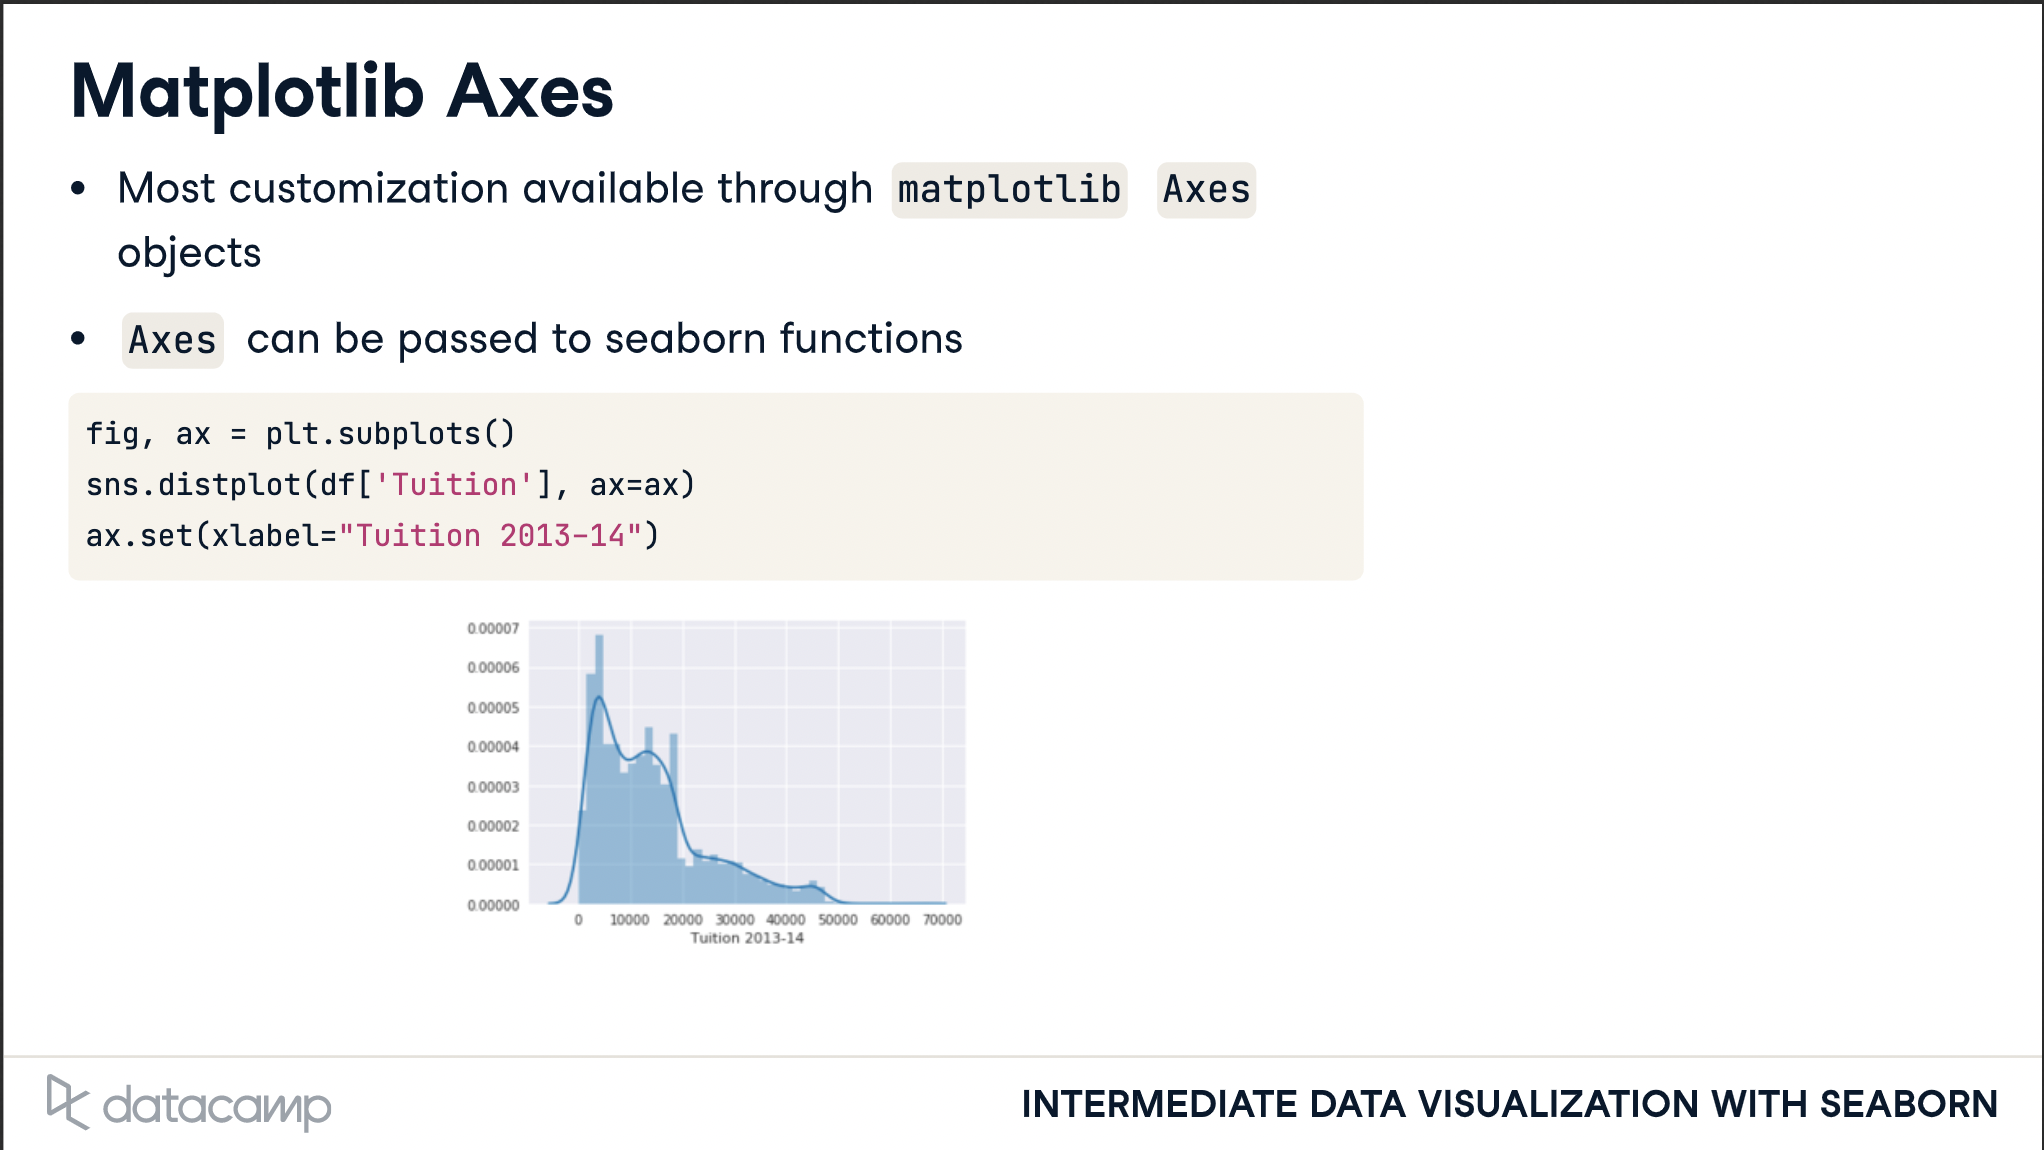 Matplotlib Axes
• Most customization available through matplotlib Axes
objects
• Axes can be passed to seaborn functions
fig, ax = plt.subplots()
sns.distplot(df['Tuition'], ax=ax)
ax.set(xlabel="Tuition 2013-14")
0.00007
0.00006
0.00005
0.00004
0.00003
0.00002
0.00001
0.00000
0 10000 20000 30000 40000 50000 60000 70000
Tuition 2013-14
datacamp
INTERMEDIATE DATA VISUALIZATION WITH SEABORN